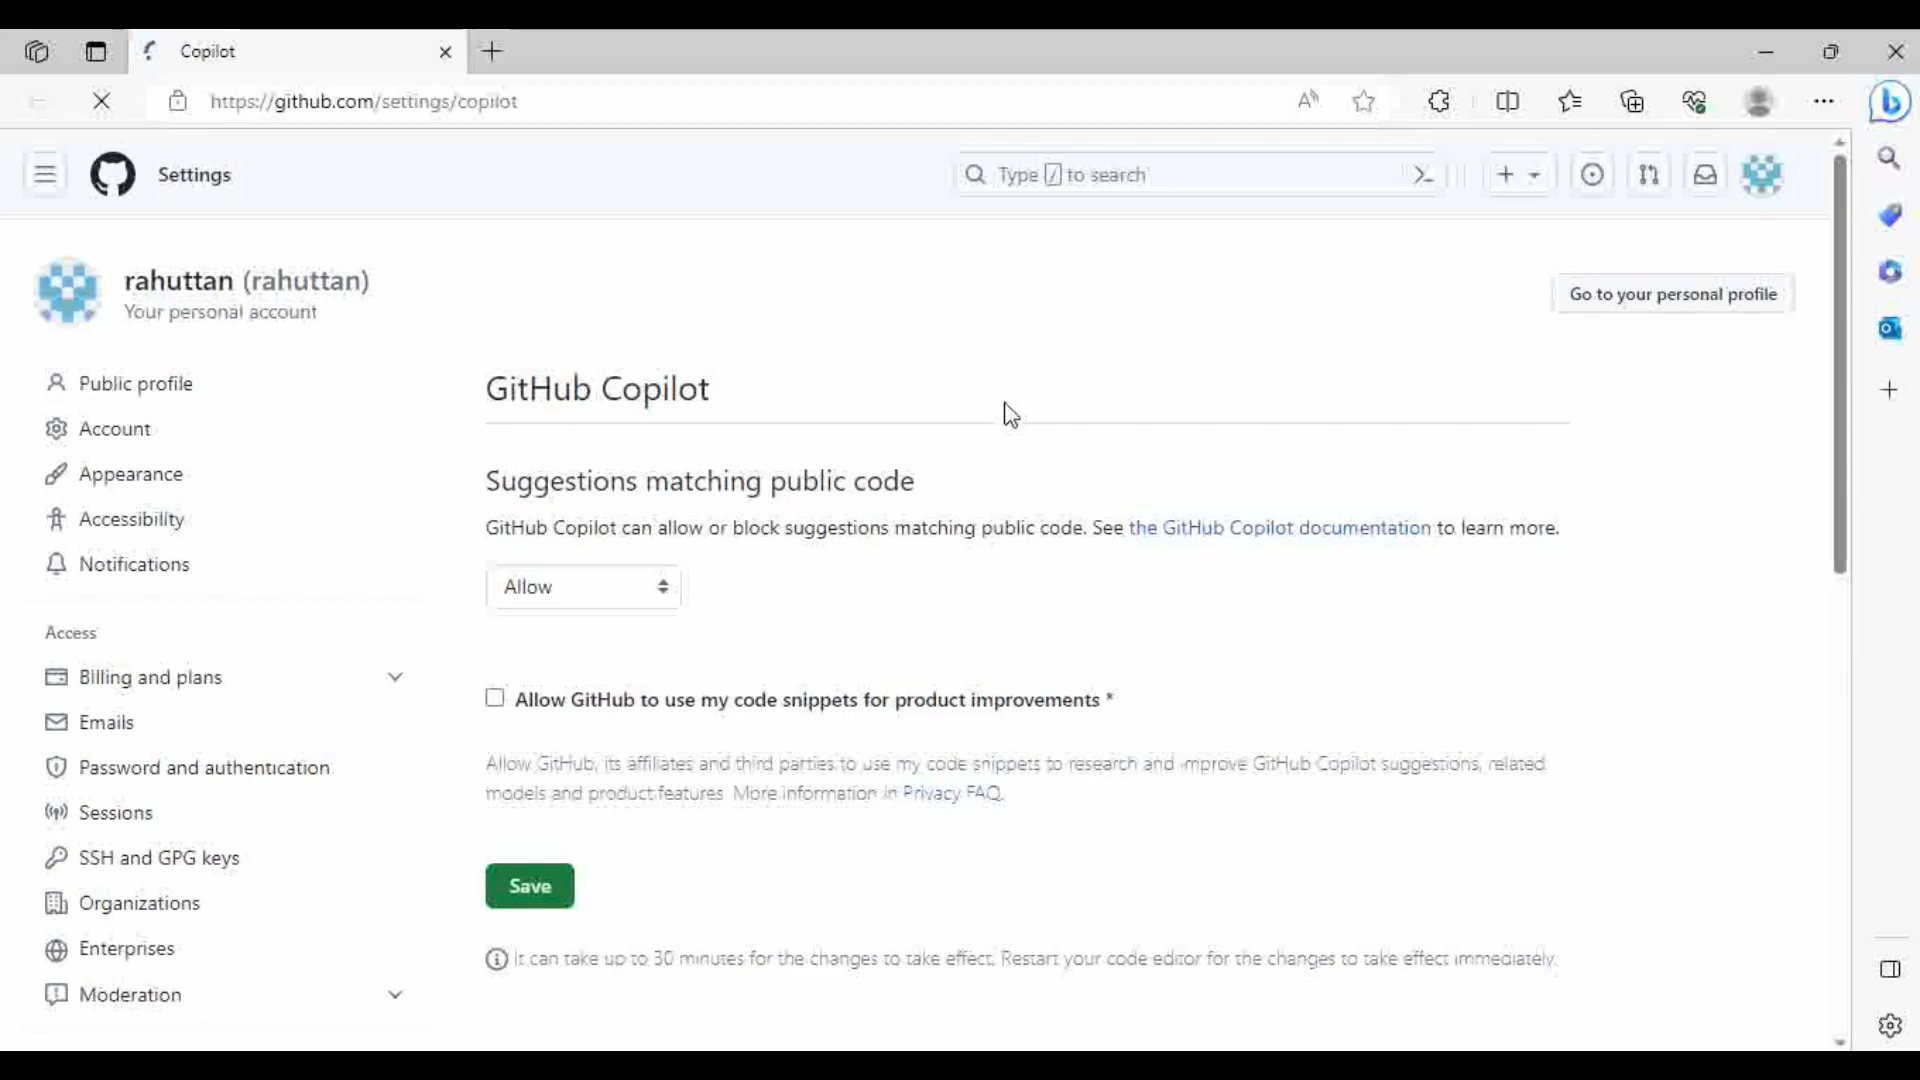 Copilot
https://github.com/settings/copilot
Settings
Type / to search
rahuttan (rahuttan)
Your personal account
Go to your personal profile
Public profile
Account
Appearance
Accessibility
Notifications
Access
Billing and plans
Emails
Password and authentication
Sessions
SSH and GPG keys
Organizations
Enterprises
Moderation
GitHub Copilot
Suggestions matching public code
GitHub Copilot can allow or block suggestions matching public code. See the GitHub Copilot documentation to learn more.
Allow
Allow GitHub to use my code snippets for product improvements *
Allow GitHub, its affiliates and third parties to use my code snippets to research and improve GitHub Copilot suggestions, related
models and product features. More information in Privacy FAQ.
Save
It can take up to 30 minutes for the changes to take effect. Restart your code editor for the changes to take effect immediately.